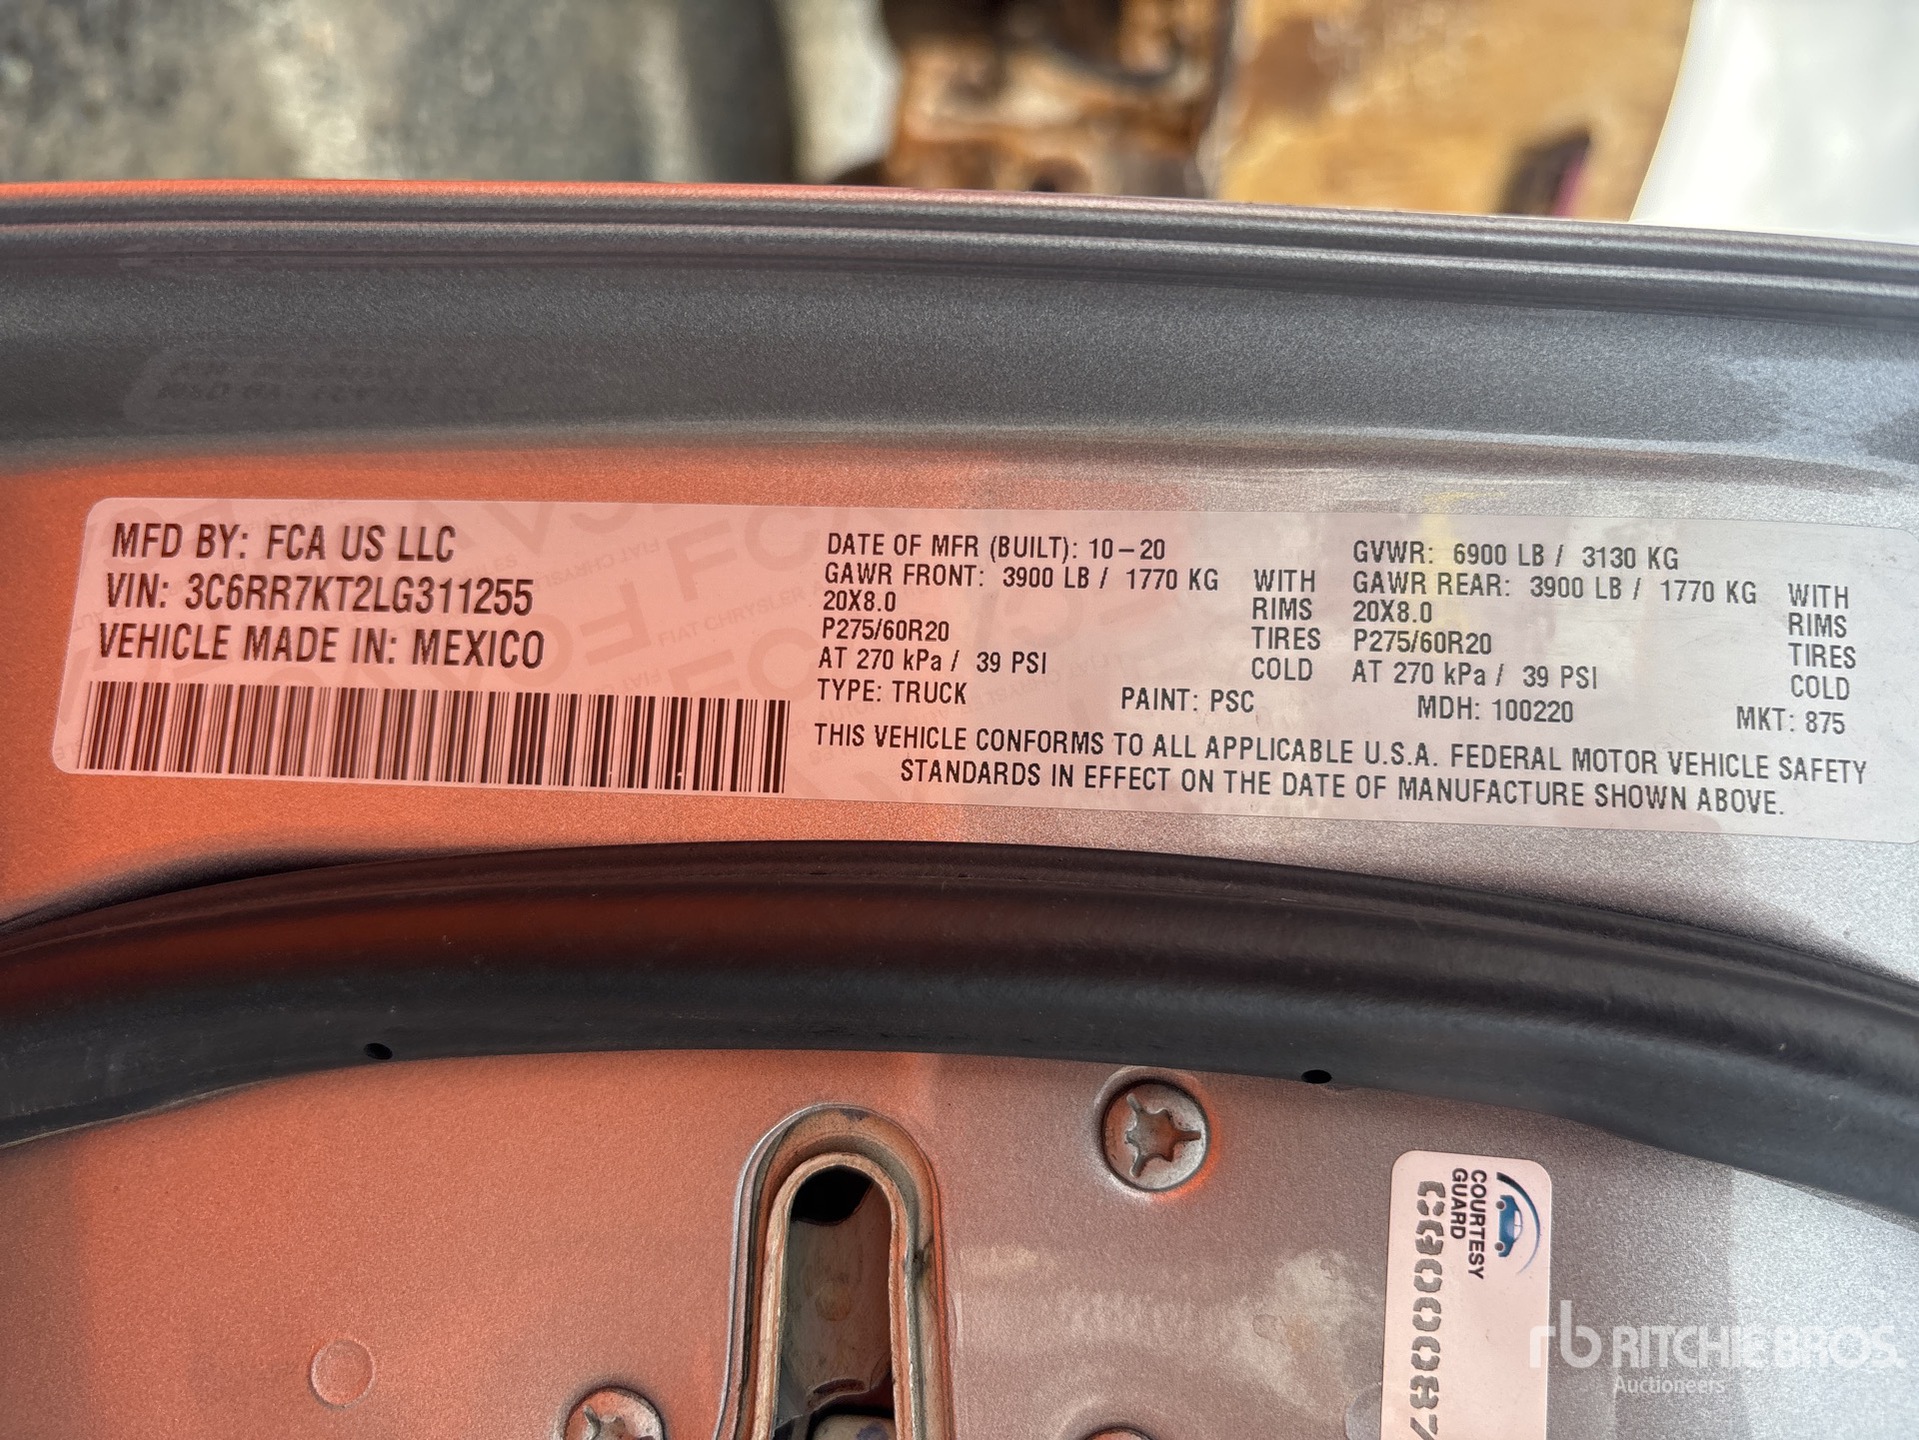 MFD BY: FCA US LLC
VIN: 3C6RR7KT2LG311255
VEHICLE MADE IN: MEXICO
DATE OF MFR (BUILT): 10-20
GAWR FRONT: 3900 LB / 1770 KG WITH
20X8.0 RIMS
P275/60R20 TIRES
AT 270 kPa / 39 PSI COLD
GVWR: 6900 LB / 3130 KG
GAWR REAR: 3900 LB / 1770 KG WITH
20X8.0 RIMS
P275/60R20 TIRES
AT 270 kPa / 39 PSI COLD
TYPE: TRUCK PAINT: PSC MDH: 100220 MKT: 875
THIS VEHICLE CONFORMS TO ALL APPLICABLE U.S.A. FEDERAL MOTOR VEHICLE SAFETY
STANDARDS IN EFFECT ON THE DATE OF MANUFACTURE SHOWN ABOVE.
COURTESY
GUARD
rb RITCHIE BROS.
Auctioneers